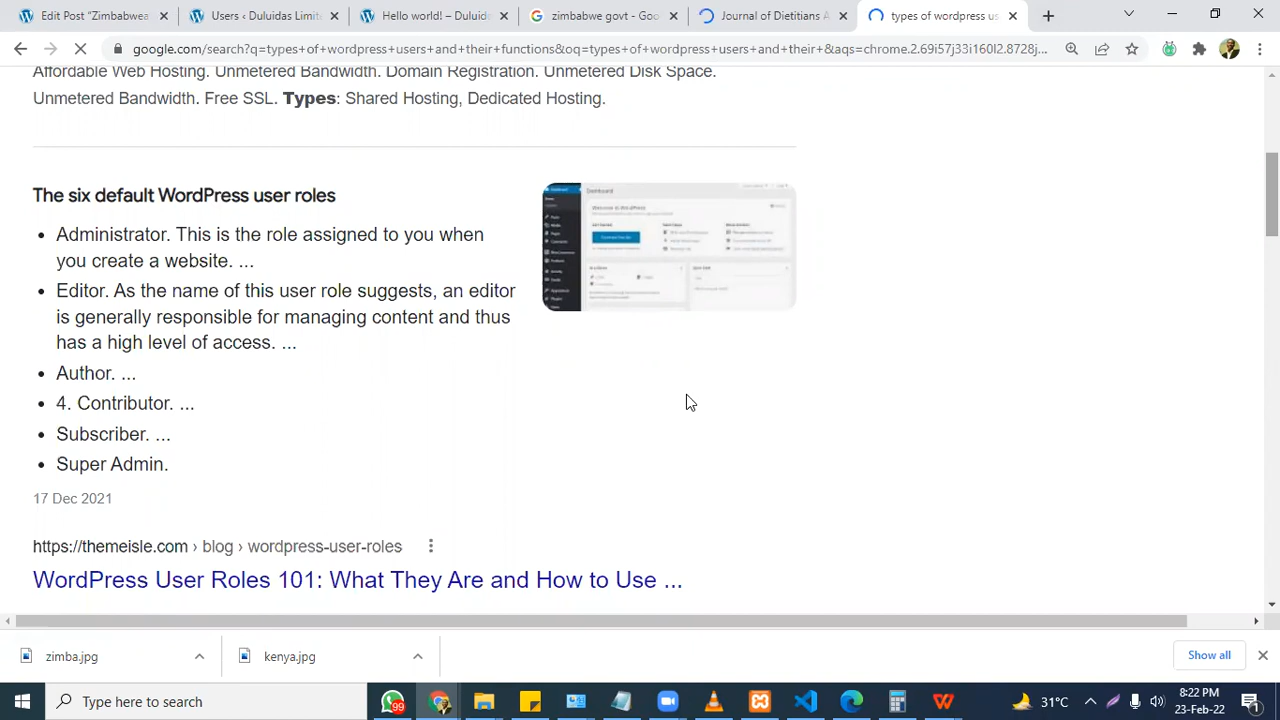 Edit Post "Zimbabwea
Users ‹ Duldas Limit
Hello world! – Duluid
zimbabwe govt - Goo
Journal of Dietitians A
types of wordpress us
google.com/search?q=types+of+wordpress+users+and+their+functions&oq=types+of+wordpress+users+and+their+&aqs=chrome.2.69i57j33i160l2.8728j...
Affordable Web Hosting. Unmetered Bandwidth. Domain Registration. Unmetered Disk Space.
Unmetered Bandwidth. Free SSL. Types: Shared Hosting, Dedicated Hosting.
The six default WordPress user roles
Administrator. This is the role assigned to you when
you create a website. ...
Editor. As the name of this user role suggests, an editor
is generally responsible for managing content and thus
has a high level of access. ...
Author. ...
4. Contributor. ...
Subscriber. ...
Super Admin.
17 Dec 2021
https://themeisle.com › blog › wordpress-user-roles
WordPress User Roles 101: What They Are and How to Use ...
zimba.jpg
kenya.jpg
Show all
Type here to search
99
31°C
8:22 PM
23-Feb-22
1